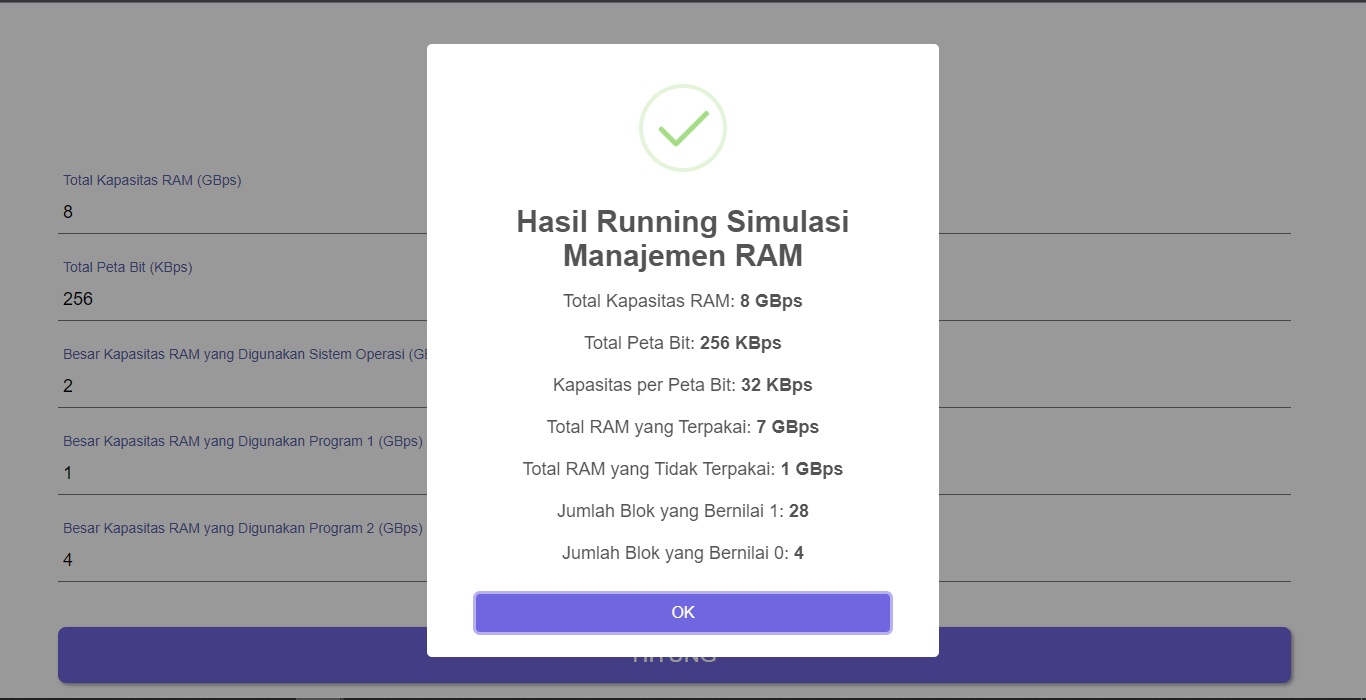 Total Kapasitas RAM (GBps)
8
Total Peta Bit (KBps)
256
Besar Kapasitas RAM yang Digunakan Sistem Operasi
2
Besar Kapasitas RAM yang Digunakan Program 1 (GBps)
1
Besar Kapasitas RAM yang Digunakan Program 2 (GBps)
4
Hasil Running Simulasi
Manajemen RAM
Total Kapasitas RAM: 8 GBps
Total Peta Bit: 256 KBps
Kapasitas per Peta Bit: 32 KBps
Total RAM yang Terpakai: 7 GBps
Total RAM yang Tidak Terpakai: 1 GBps
Jumlah Blok yang Bernilai 1: 28
Jumlah Blok yang Bernilai 0: 4
OK